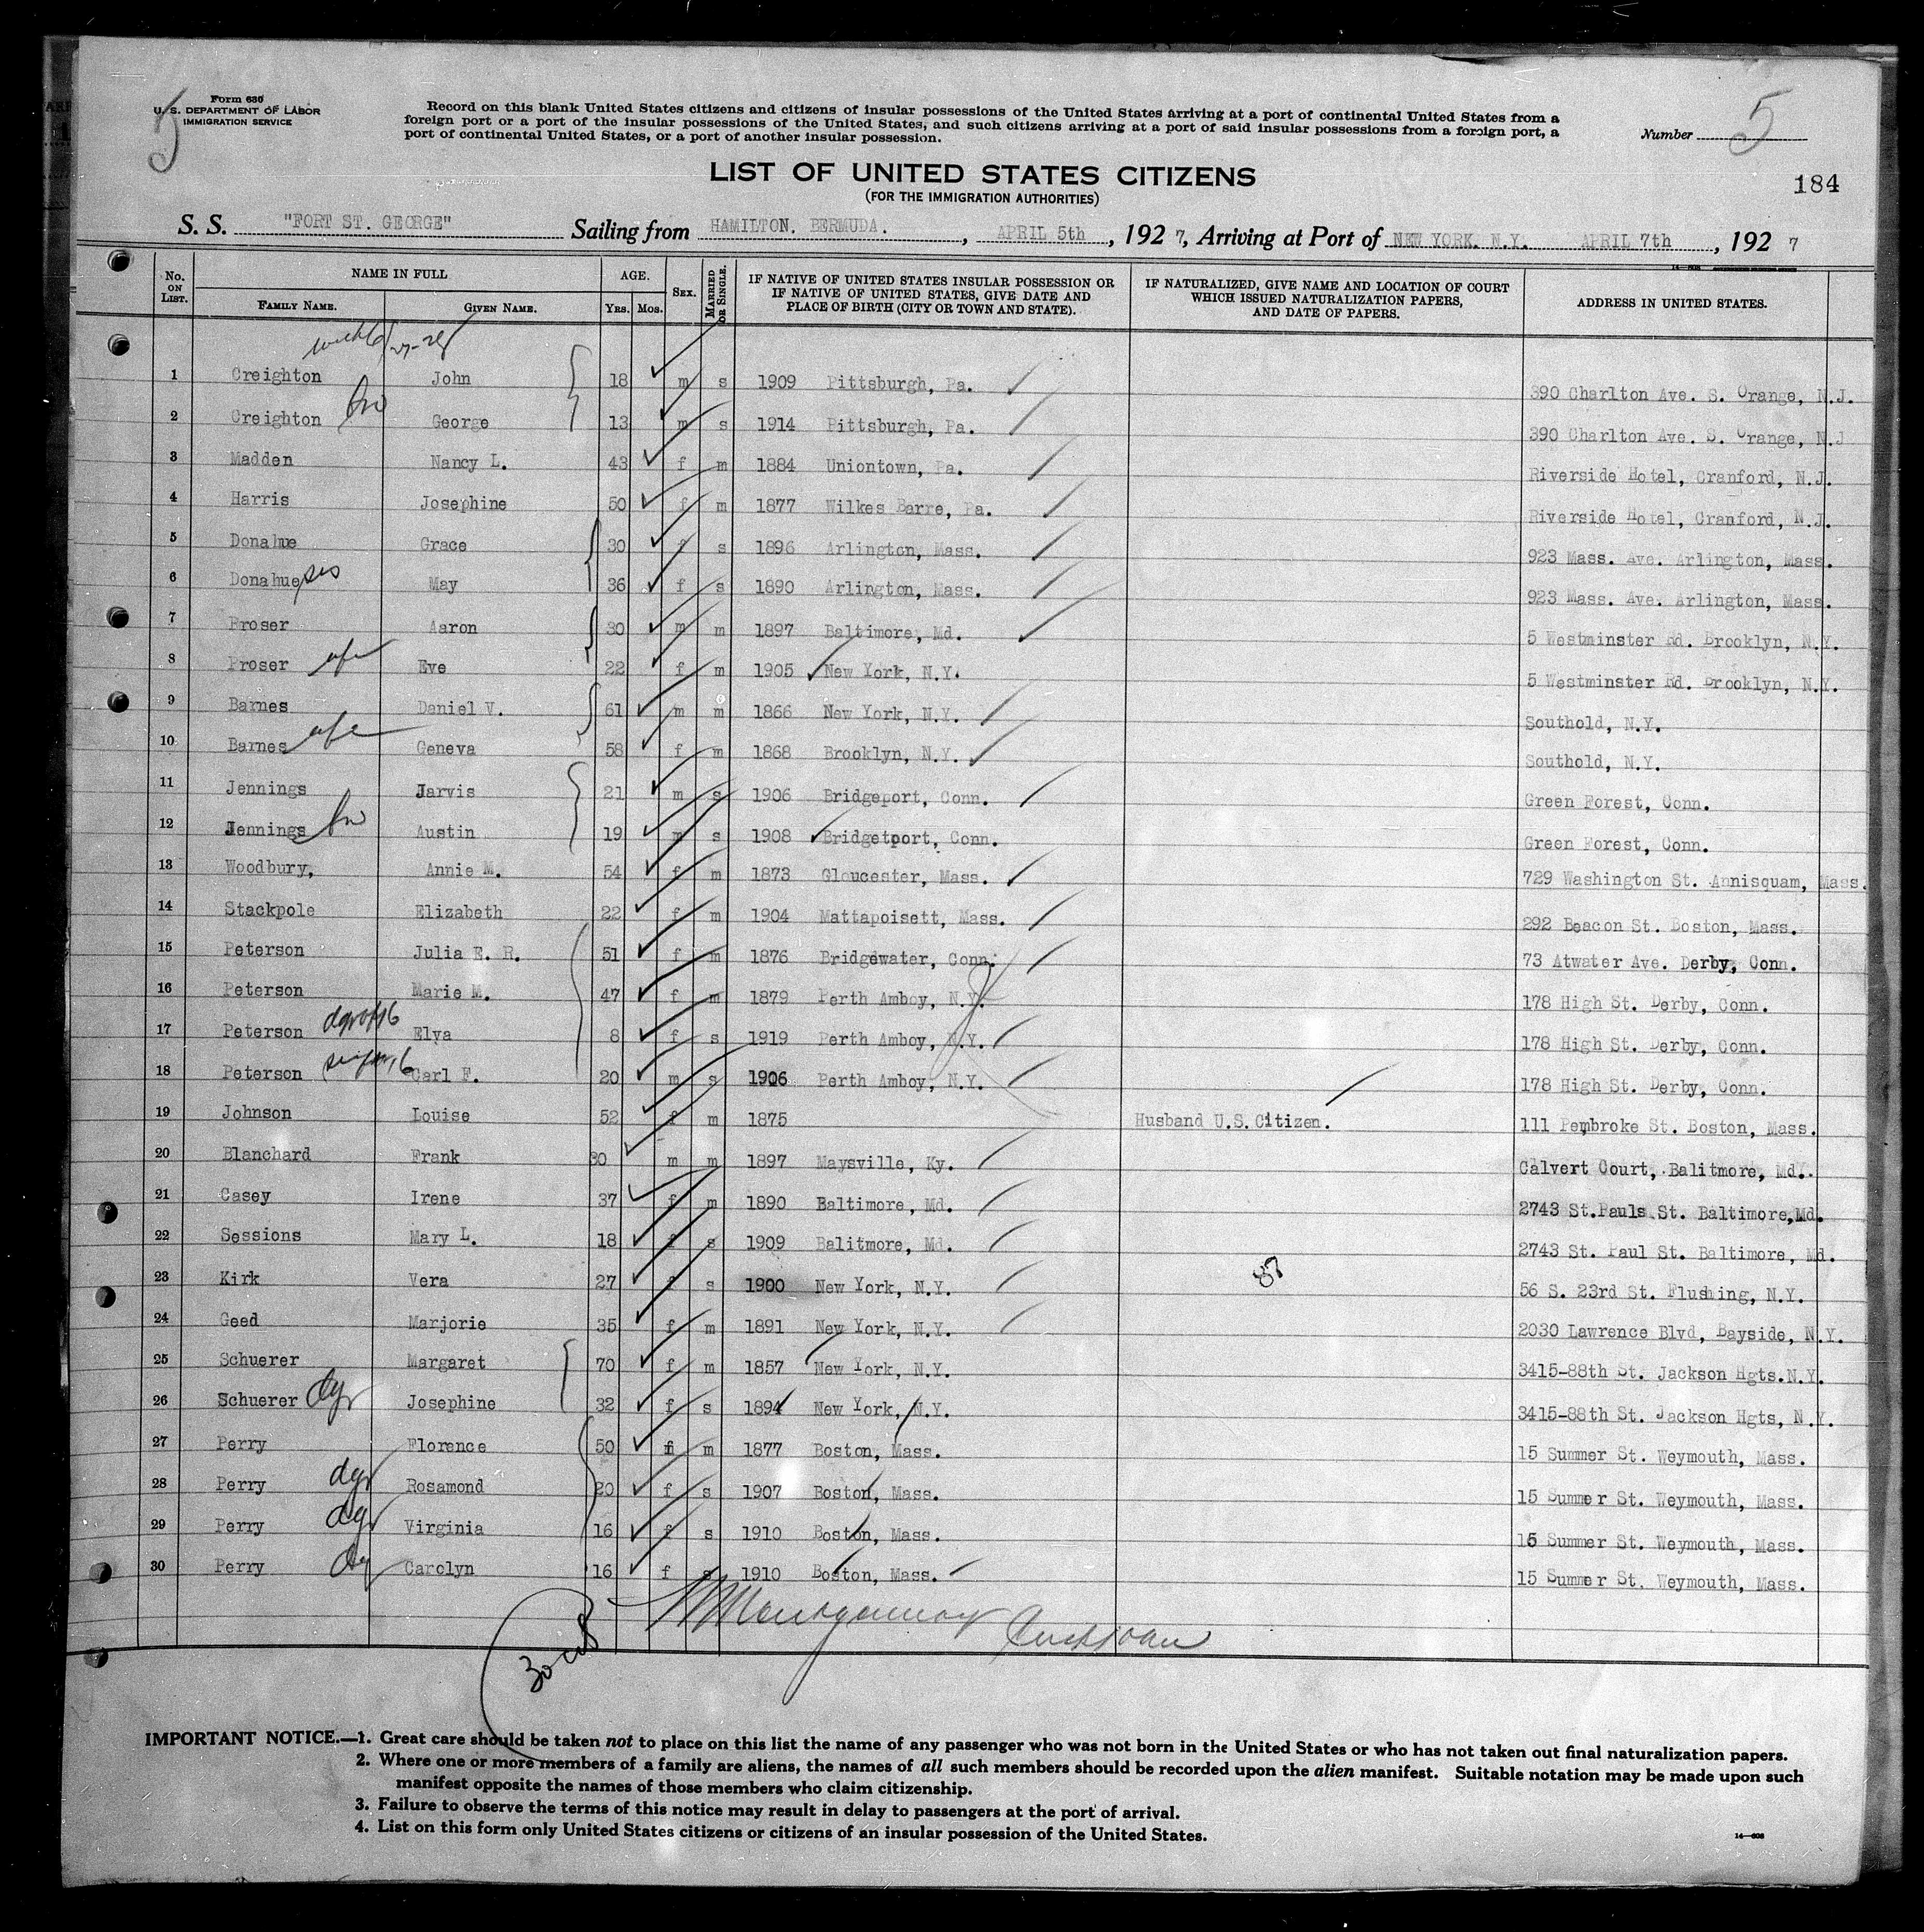 Form 630
U. S. DEPARTMENT OF LABOR
IMMIGRATION SERVICE
5
Record on this blank United States citizens and citizens of insular possessions of the United States arriving at a port of continental United States from a
foreign port or a port of the insular possessions of the United States, and such citizens arriving at a port of said insular possessions from a foreign port, a
port of continental United States, or a port of another insular possession.
Number 5
LIST OF UNITED STATES CITIZENS
(FOR THE IMMIGRATION AUTHORITIES)
184
S. S. "FORT ST. GEORGE" Sailing from HAMILTON, BERMUDA. , APRIL 5th , 192 7, Arriving at Port of NEW YORK. N.Y. APRIL 7th , 192 7
No. ON LIST. NAME IN FULL FAMILY NAME. GIVEN NAME. AGE. YRS. MOS. SEX. MARRIED OR SINGLE. IF NATIVE OF UNITED STATES INSULAR POSSESSION OR IF NATIVE OF UNITED STATES, GIVE DATE AND PLACE OF BIRTH (CITY OR TOWN AND STATE). IF NATURALIZED, GIVE NAME AND LOCATION OF COURT WHICH ISSUED NATURALIZATION PAPERS, AND DATE OF PAPERS. ADDRESS IN UNITED STATES.
1 Creighton John 18 m s 1909 Pittsburgh, Pa. 390 Charlton Ave. S. Orange, N.J.
2 Creighton bro George 13 m s 1914 Pittsburgh, Pa. 390 Charlton Ave. S. Orange, N.J
3 Madden Nancy L. 43 f m 1884 Uniontown, Pa. Riverside Hotel, Cranford, N.J.
4 Harris Josephine 50 f m 1877 Wilkes Barre, Pa. Riverside Hotel, Cranford, N.J.
5 Donahue Grace 30 f s 1896 Arlington, Mass. 923 Mass. Ave. Arlington, Mass.
6 Donahue sis May 36 f s 1890 Arlington, Mass. 923 Mass. Ave. Arlington, Mass.
7 Proser Aaron 30 m m 1897 Baltimore, Md. 5 Westminster Rd. Brooklyn, N.Y.
8 Proser wfe Eve 22 f m 1905 New York, N.Y. 5 Westminster Rd. Brooklyn, N.Y.
9 Barnes Daniel V. 61 m m 1866 New York, N.Y. Southold, N.Y.
10 Barnes wfe Geneva 58 f m 1868 Brooklyn, N.Y. Southold, N.Y.
11 Jennings Jarvis 21 m s 1906 Bridgeport, Conn. Green Forest, Conn.
12 Jennings bro Austin 19 m s 1908 Bridgetport, Conn. Green Forest, Conn.
13 Woodbury, Annie M. 54 f m 1873 Gloucester, Mass. 729 Washington St. Annisquam, Mass.
14 Stackpole Elizabeth 22 f m 1904 Mattapoisett, Mass. 292 Beacon St. Boston, Mass.
15 Peterson Julia E. R. 51 f m 1876 Bridgewater, Conn. 73 Atwater Ave. Derby, Conn.
16 Peterson Marie M. 47 f m 1879 Perth Amboy, N.Y. 178 High St. Derby, Conn.
17 Peterson dgr of 16 Elva 8 f s 1919 Perth Amboy, N.Y. 178 High St. Derby, Conn.
18 Peterson Carl F. 20 m s 1906 Perth Amboy, N.Y. 178 High St. Derby, Conn.
19 Johnson Louise 52 f m 1875 Husband U.S. Citizen. 111 Pembroke St. Boston, Mass.
20 Blanchard Frank 30 m m 1897 Maysville, Ky. Calvert Court, Balitmore, Md.
21 Casey Irene 37 f m 1890 Baltimore, Md. 2743 St.Pauls St. Baltimore,Md.
22 Sessions Mary L. 18 f s 1909 Balitmore, Md. 2743 St. Paul St. Baltimore, Md.
23 Kirk Vera 27 f s 1900 New York, N.Y. 56 S. 23rd St. Flushing, N.Y.
24 Geed Marjorie 35 f m 1891 New York, N.Y. 2030 Lawrence Blvd, Bayside, N.Y.
25 Schuerer Margaret 70 f m 1857 New York, N.Y. 3415-88th St. Jackson Hgts.N.Y.
26 Schuerer dgr Josephine 32 f s 1894 New York, N.Y. 3415-88th St. Jackson Hgts, N.Y.
27 Perry Florence 50 f m 1877 Boston, Mass. 15 Summer St. Weymouth, Mass.
28 Perry dgr Rosamond 20 f s 1907 Boston, Mass. 15 Summer St. Weymouth, Mass.
29 Perry dgr Virginia 16 f s 1910 Boston, Mass. 15 Summer St. Weymouth, Mass.
30 Perry dgr Carolyn 16 f s 1910 Boston, Mass. 15 Summer St. Weymouth, Mass.
Montgomery
IMPORTANT NOTICE.—1. Great care should be taken not to place on this list the name of any passenger who was not born in the United States or who has not taken out final naturalization papers.
2. Where one or more members of a family are aliens, the names of all such members should be recorded upon the alien manifest. Suitable notation may be made upon such
manifest opposite the names of those members who claim citizenship.
3. Failure to observe the terms of this notice may result in delay to passengers at the port of arrival.
4. List on this form only United States citizens or citizens of an insular possession of the United States.
14—608